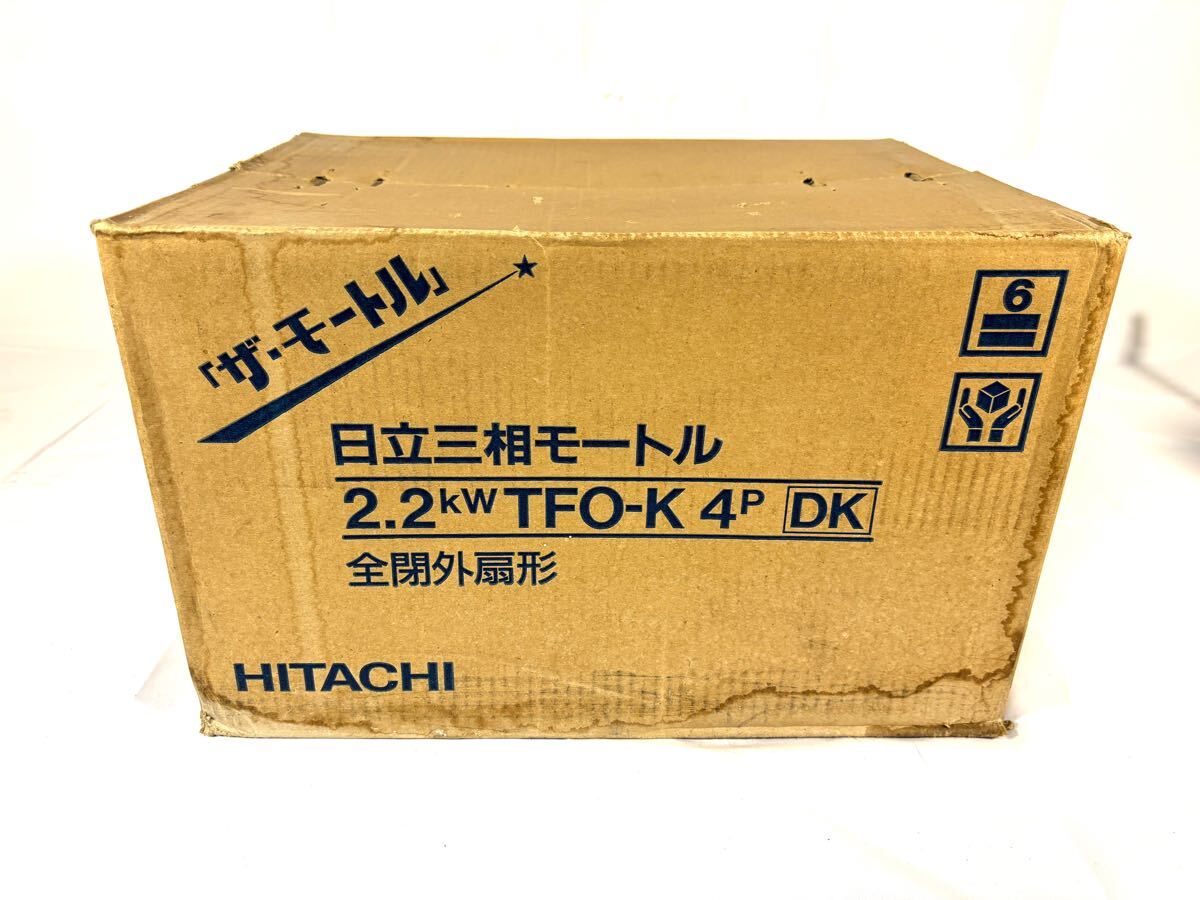 「ザ・モートル」
6
日立三相モートル
2.2kW TFO-K 4P DK
全閉外扇形
HITACHI